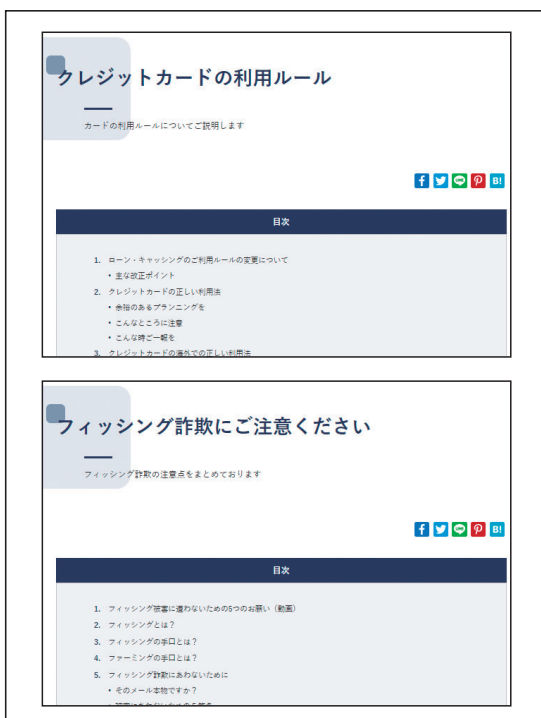 クレジットカードの利用ルール
カードの利用ルールについてご説明します
f LINE B!
目次
1. ローン・キャッシングのご利用ルールの変更について
• 主な改正ポイント
2. クレジットカードの正しい利用法
• 余裕のあるプランニングを
• こんなところに注意
• こんな時ご一報を
3. クレジットカードの海外での正しい利用法
フィッシング詐欺にご注意ください
フィッシング詐欺の注意点をまとめております
f LINE B!
目次
1. フィッシング被害に遭わないための5つのお願い（動画）
2. フィッシングとは？
3. フィッシングの手口とは？
4. ファーミングの手口とは？
5. フィッシング詐欺にあわないために
• そのメール本物ですか？